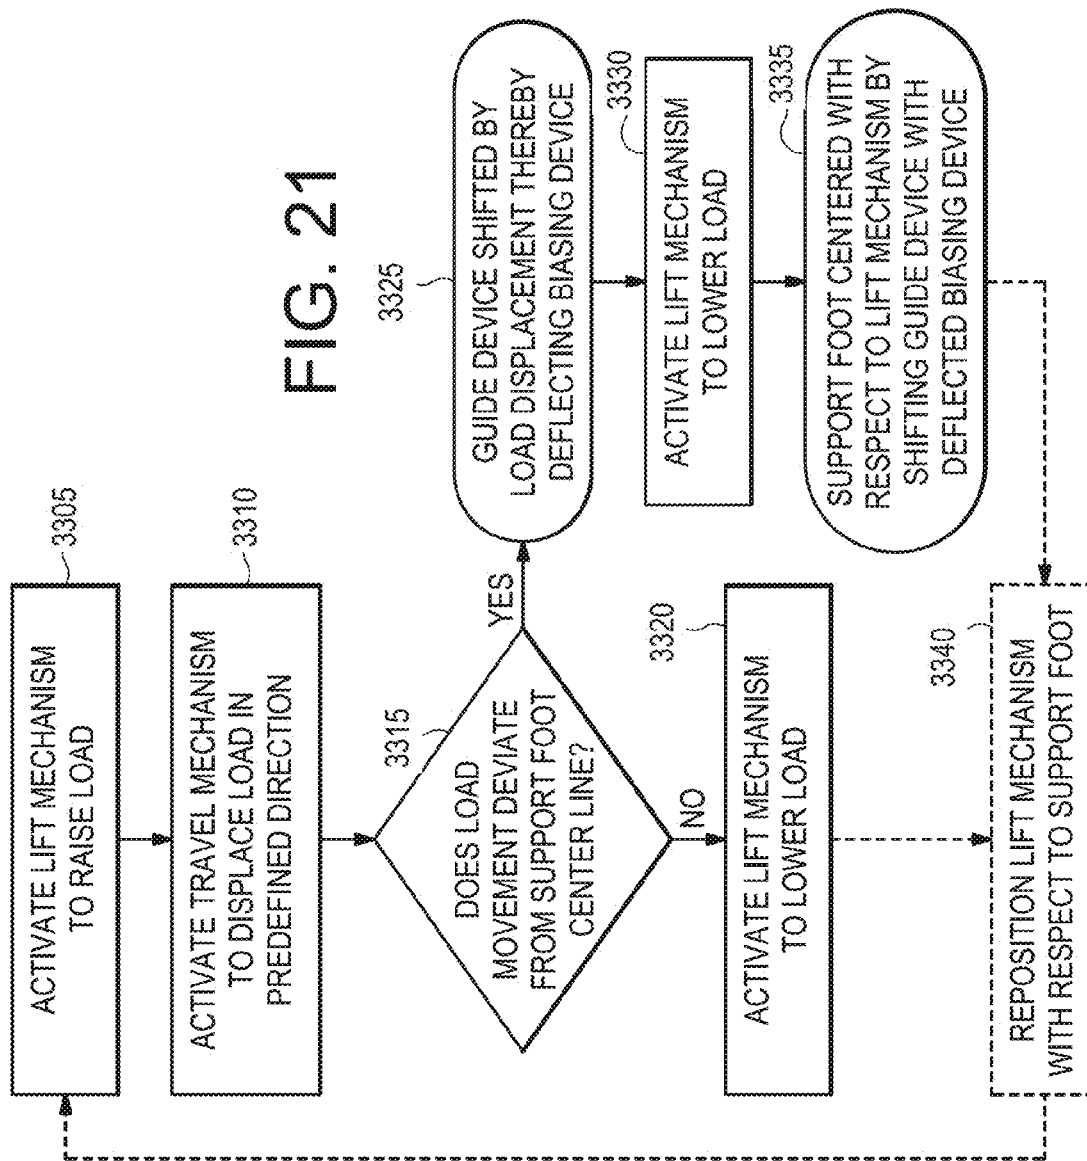 FIG. 21
3305
ACTIVATE LIFT MECHANISM
TO RAISE LOAD
3310
ACTIVATE TRAVEL MECHANISM
TO DISPLACE LOAD IN
PREDEFINED DIRECTION
3315
DOES LOAD
MOVEMENT DEVIATE
FROM SUPPORT FOOT
CENTER LINE?
YES
NO
3320
ACTIVATE LIFT MECHANISM
TO LOWER LOAD
3325
GUIDE DEVICE SHIFTED BY
LOAD DISPLACEMENT THEREBY
DEFLECTING BIASING DEVICE
3330
ACTIVATE LIFT MECHANISM
TO LOWER LOAD
3335
SUPPORT FOOT CENTERED WITH
RESPECT TO LIFT MECHANISM BY
SHIFTING GUIDE DEVICE WITH
DEFLECTED BIASING DEVICE
3340
REPOSITION LIFT MECHANISM
WITH RESPECT TO SUPPORT FOOT